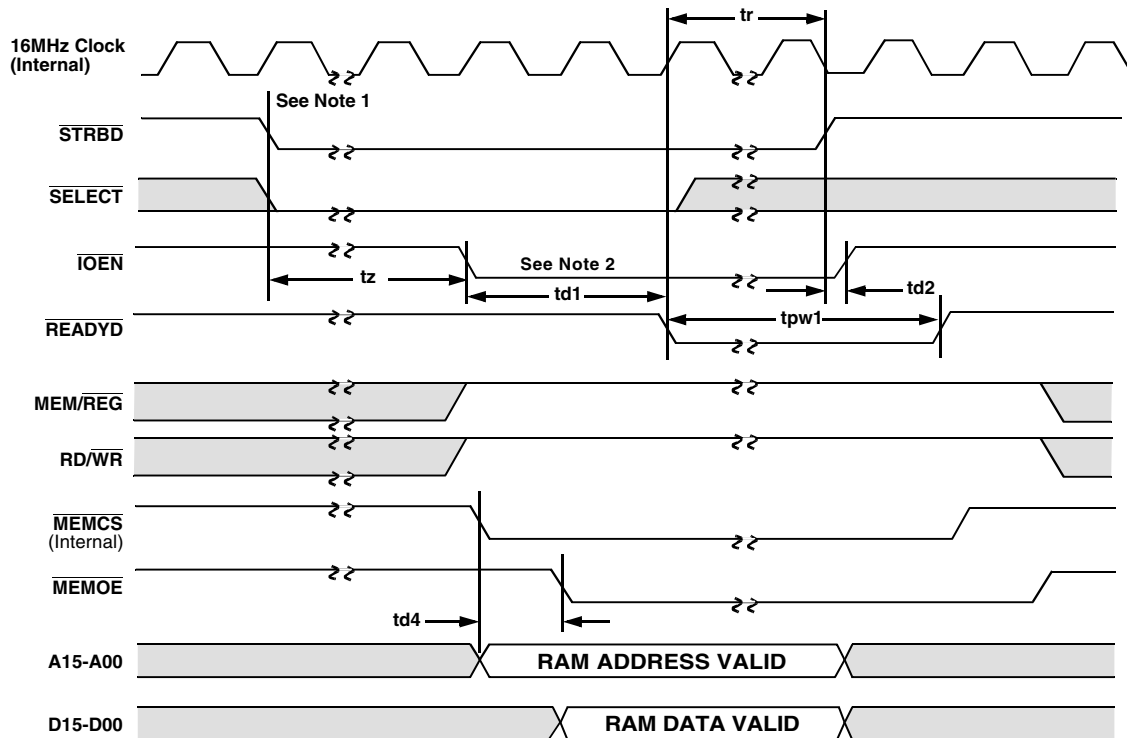 tr
16MHz Clock
(Internal)
See Note 1
STRBD
SELECT
IOEN
tz
See Note 2
td1
td2
READYD
tpw1
MEM/REG
RD/WR
MEMCS
(Internal)
MEMOE
td4
A15-A00
RAM ADDRESS VALID
D15-D00
RAM DATA VALID